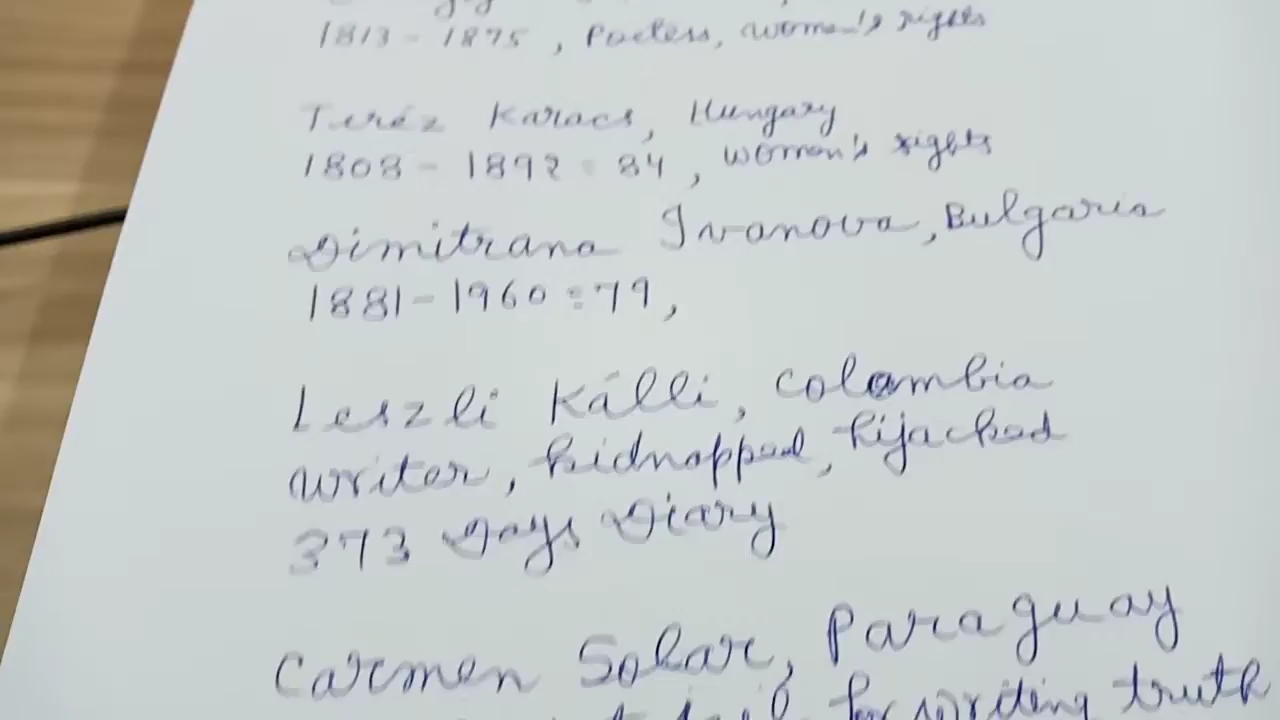 1813 - 1875 , Poetess, women's rights
Teréz Karacs, Hungary
1808 - 1892 = 84 , women's rights
Dimitrana Ivanova, Bulgaria
1881 - 1960 = 79 ,
Leszli Kálli, Colombia
writer, kidnapped, hijacked
373 Days Diary
Carmen Solar, Paraguay
for writing truth